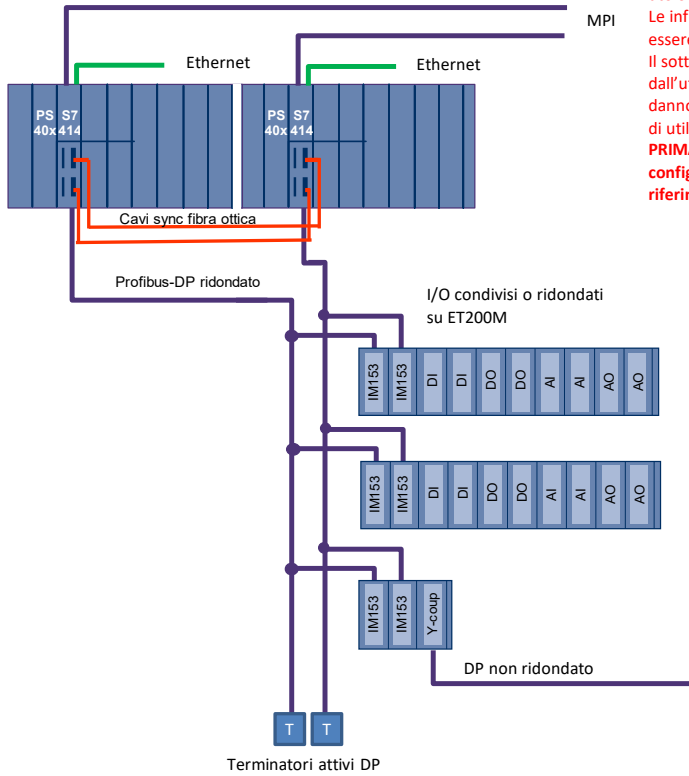 MPI
Le inf
essere
Il sott
dall'ut
danno
di util
PRIMA
config
riferin
Ethernet
Ethernet
PS S7
40x 414
PS S7
40x 414
Cavi sync fibra ottica
Profibus-DP ridondato
I/O condivisi o ridondati
su ET200M
IM153
IM153
DI
DI
DO
DO
AI
AI
AO
AO
IM153
IM153
DI
DI
DO
DO
AI
AI
AO
AO
IM153
IM153
Y-coup
DP non ridondato
T
T
Terminatori attivi DP